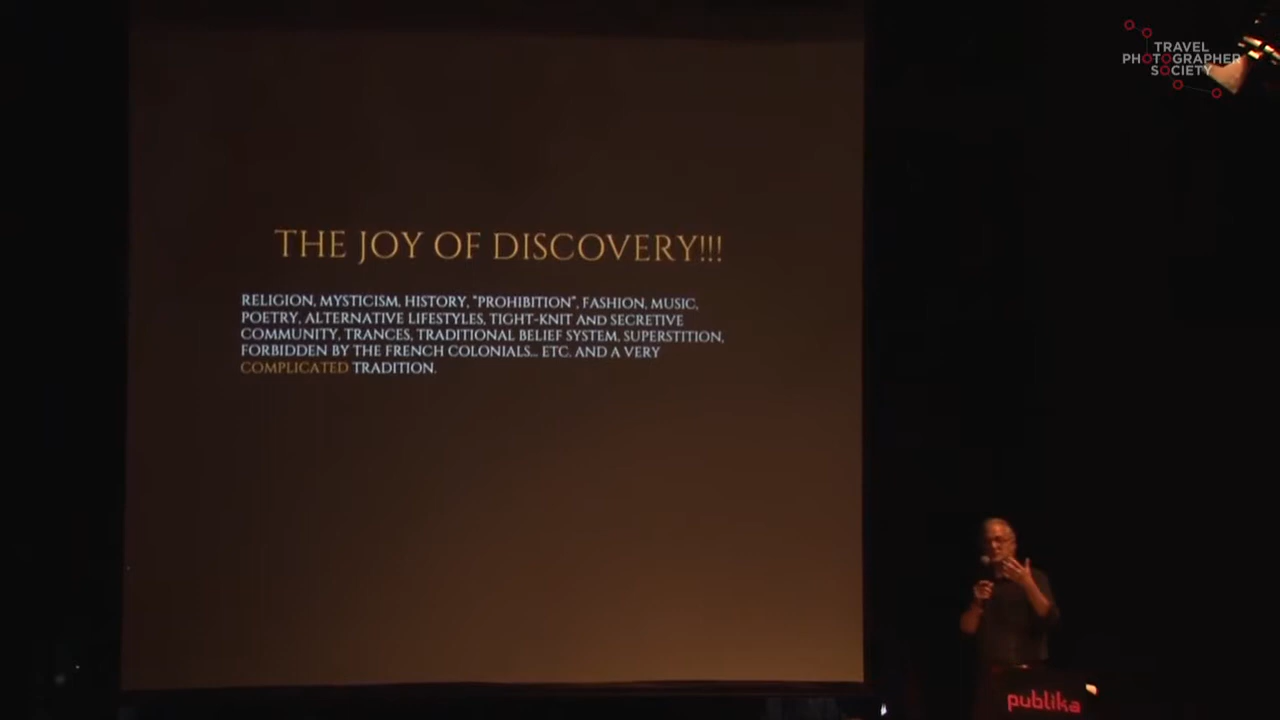 TRAVEL
PHOTOGRAPHER
SOCIETY
THE JOY OF DISCOVERY!!!
RELIGION, MYSTICISM, HISTORY, "PROHIBITION", FASHION, MUSIC,
POETRY, ALTERNATIVE LIFESTYLES, TIGHT-KNIT AND SECRETIVE
COMMUNITY, TRANCES, TRADITIONAL BELIEF SYSTEM, SUPERSTITION,
FORBIDDEN BY THE FRENCH COLONIALS... ETC. AND A VERY
COMPLICATED TRADITION.
publika